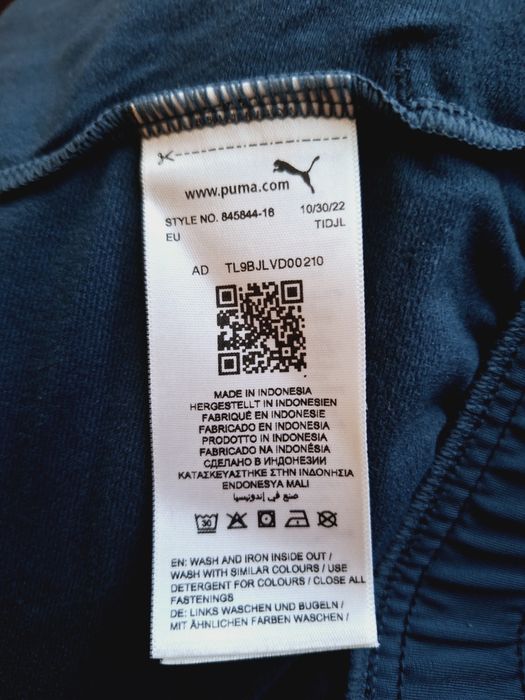 www.puma.com
STYLE NO. 845844-16 10/30/22
EU TIDJL
AD TL9BJLVD00210
MADE IN INDONESIA
HERGESTELLT IN INDONESIEN
FABRIQUÉ EN INDONESIE
FABRICADO EN INDONESIA
PRODOTTO IN INDONESIA
FABRICADO NA INDONÉSIA
СДЕЛАНО В ИНДОНЕЗИИ
ΚΑΤΑΣΚΕΥΑΣΤΗΚΕ ΣΤΗΝ ΙΝΔΟΝΗΣΙΑ
ENDONESYA MALI
صنع في إندونيسيا
30
EN: WASH AND IRON INSIDE OUT /
WASH WITH SIMILAR COLOURS / USE
DETERGENT FOR COLOURS / CLOSE ALL
FASTENINGS
DE: LINKS WASCHEN UND BUGELN /
MIT ÄHNLICHEN FARBEN WASCHEN /